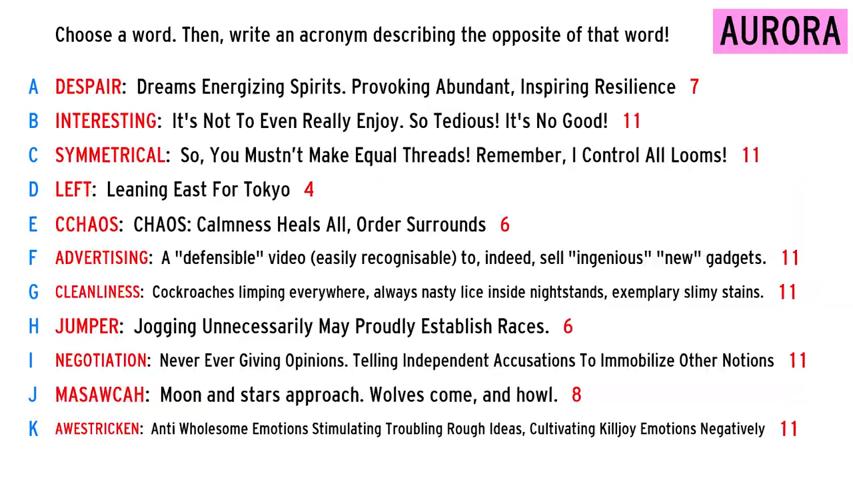 Choose a word. Then, write an acronym describing the opposite of that word!
AURORA
A DESPAIR: Dreams Energizing Spirits. Provoking Abundant, Inspiring Resilience 7
B INTERESTING: It's Not To Even Really Enjoy. So Tedious! It's No Good! 11
C SYMMETRICAL: So, You Mustn't Make Equal Threads! Remember, I Control All Looms! 11
D LEFT: Leaning East For Tokyo 4
E CCHAOS: CHAOS: Calmness Heals All, Order Surrounds 6
F ADVERTISING: A "defensible" video (easily recognisable) to, indeed, sell "ingenious" "new" gadgets. 11
G CLEANLINESS: Cockroaches limping everywhere, always nasty lice inside nightstands, exemplary slimy stains. 11
H JUMPER: Jogging Unnecessarily May Proudly Establish Races. 6
I NEGOTIATION: Never Ever Giving Opinions. Telling Independent Accusations To Immobilize Other Notions 11
J MASAWCAH: Moon and stars approach. Wolves come, and howl. 8
K AWESTRICKEN: Anti Wholesome Emotions Stimulating Troubling Rough Ideas, Cultivating Killjoy Emotions Negatively 11